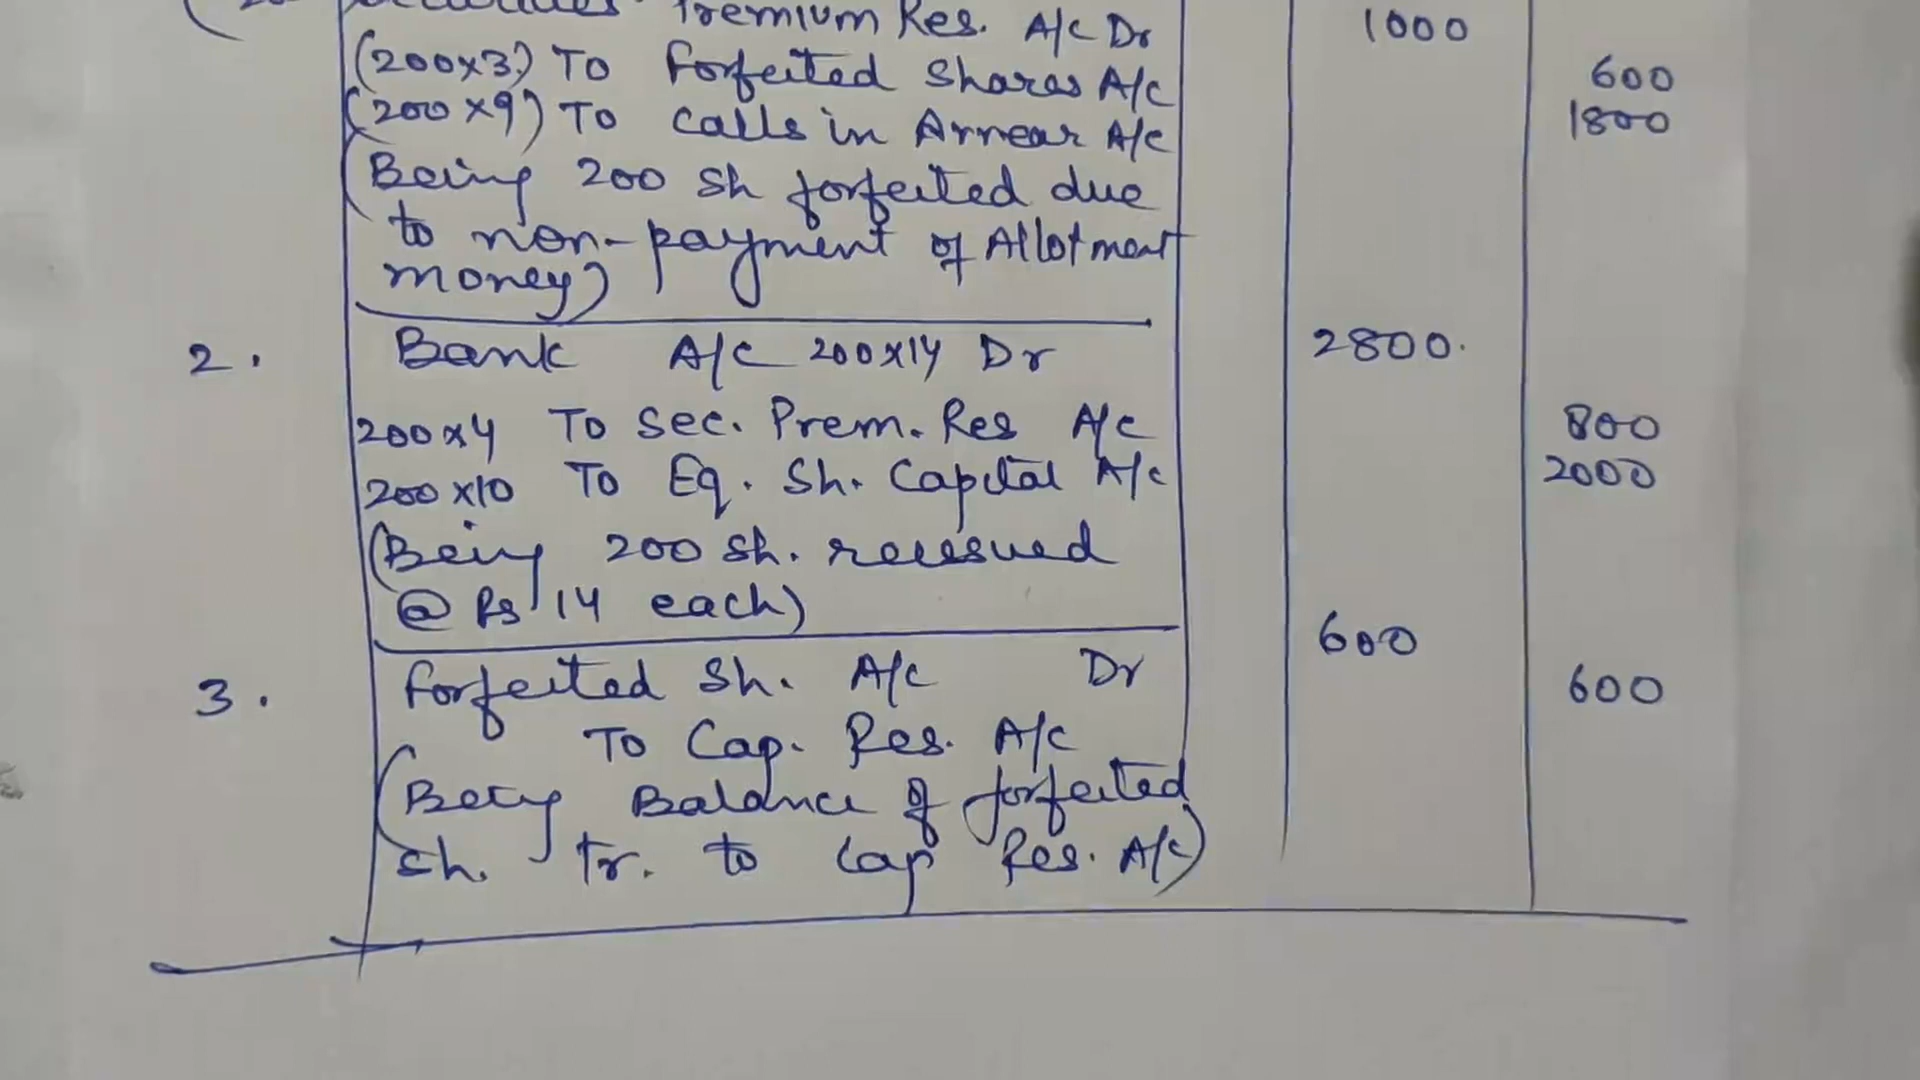 Premium Res. A/c Dr 1000
(200x3) To Forfeited Shares A/c 600
(200x9) To Calls in Arrear A/c 1800
(Being 200 Sh forfeited due
to non-payment of Allotment
money)
2. Bank A/c 200x14 Dr 2800.
200x4 To Sec. Prem. Res A/c 800
200x10 To Eq. Sh. Capital A/c 2000
(Being 200 Sh. reissued
@ Rs 14 each)
3. Forfeited Sh. A/c Dr 600
To Cap. Res. A/c 600
(Being Balance of forfeited
sh. tr. to Cap Res. A/c)